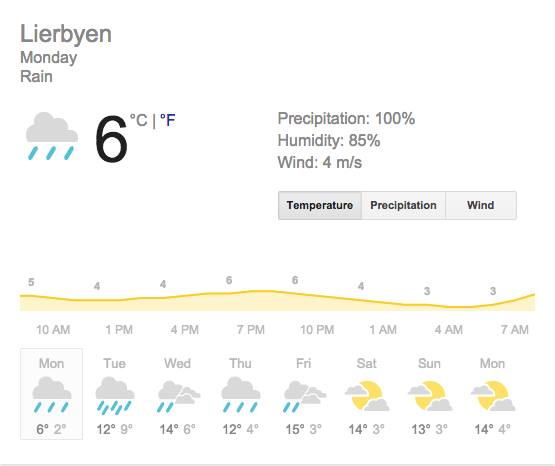 Lierbyen
Monday
Rain
6 °C | °F
Precipitation: 100%
Humidity: 85%
Wind: 4 m/s
Temperature Precipitation Wind
5 4 4 6 6 4 3 3
10 AM 1 PM 4 PM 7 PM 10 PM 1 AM 4 AM 7 AM
Mon Tue Wed Thu Fri Sat Sun Mon
6° 2° 12° 9° 14° 6° 12° 4° 15° 3° 14° 3° 13° 3° 14° 4°